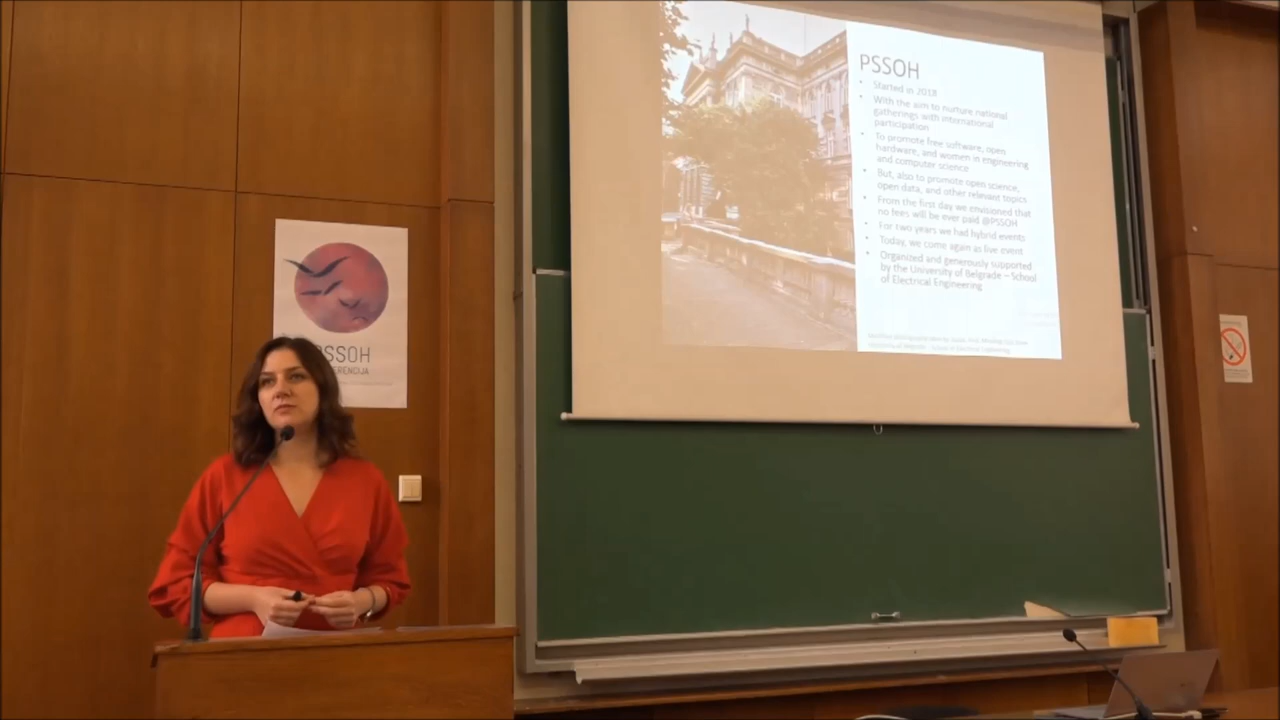 PSSOH
• Started in 2018
• With the aim to nurture national
gatherings with international
participation
• To promote free software, open
hardware, and women in engineering
and computer science
• But, also to promote open science,
open data, and other relevant topics
• From the first day we envisioned that
no fees will be ever paid @PSSOH
• For two years we had hybrid events
• Today, we come again as live event
• Organized and generously supported
by the University of Belgrade – School
of Electrical Engineering
SSOH
ERENCIJA